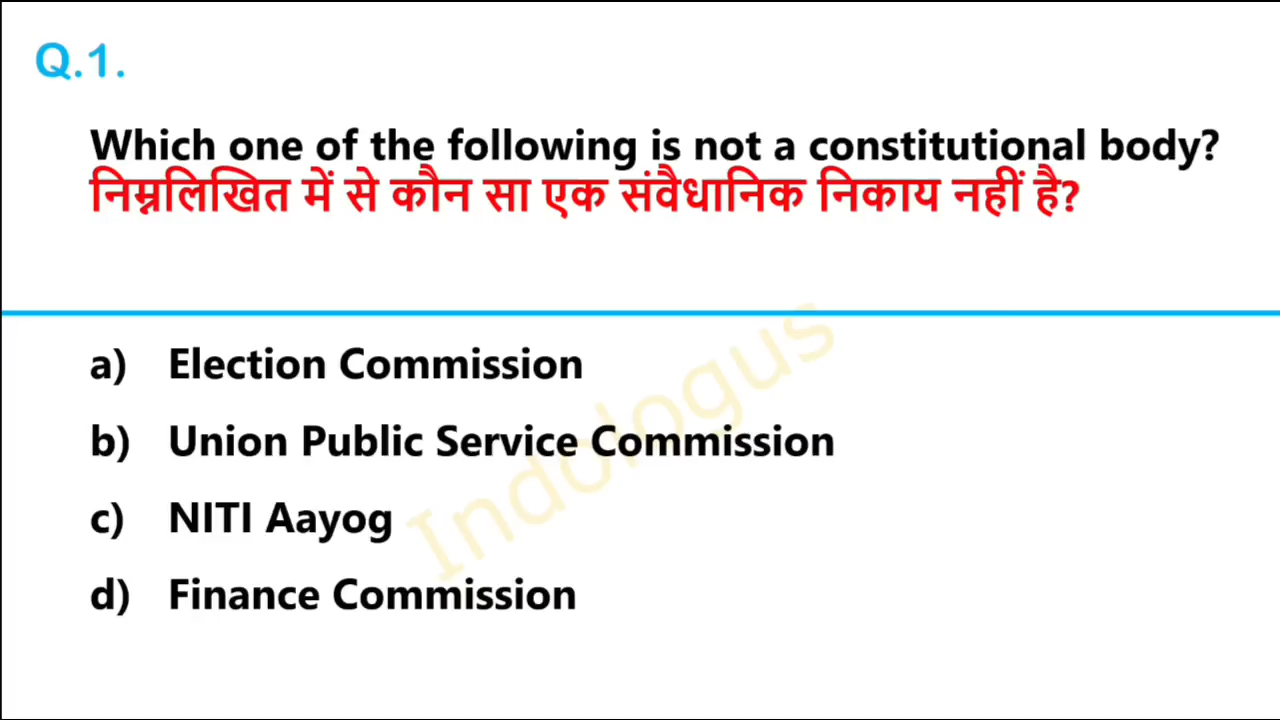 Q.1.
Which one of the following is not a constitutional body?
निम्नलिखित में से कौन सा एक संवैधानिक निकाय नहीं है?
a) Election Commission
b) Union Public Service Commission
c) NITI Aayog
d) Finance Commission
Indologus